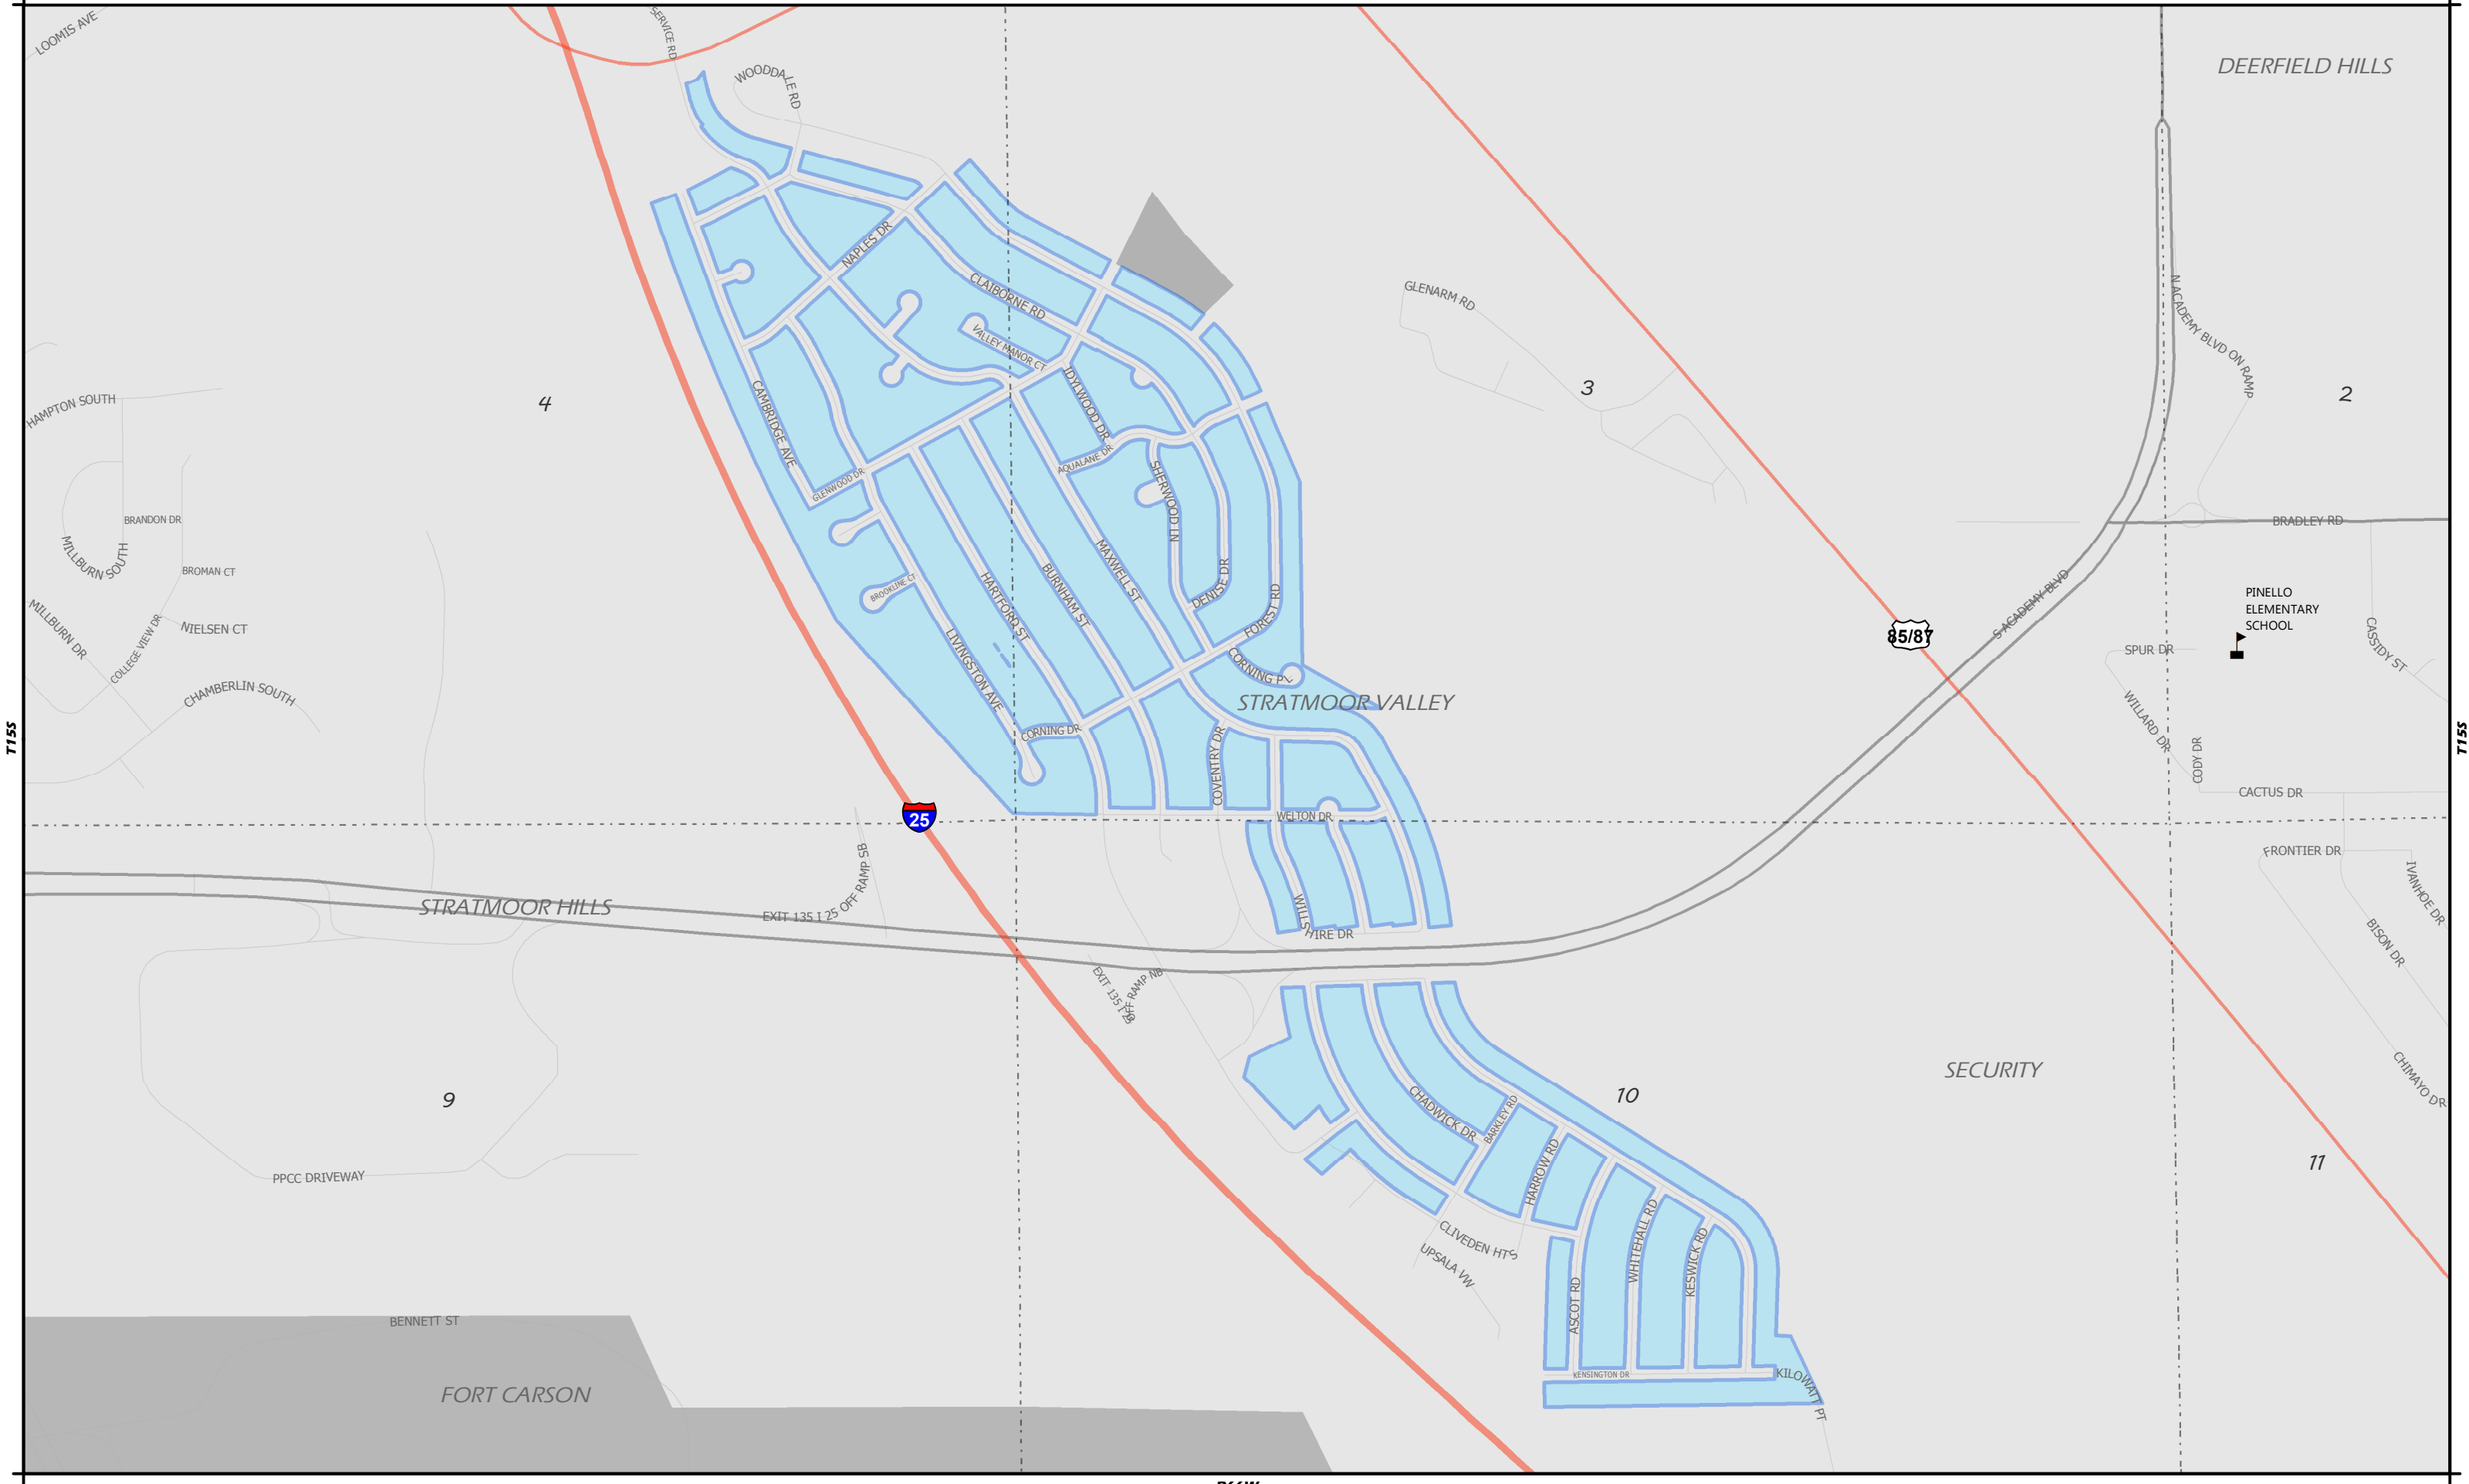 LOOMIS AVE
SERVICE RD
WOODDALE RD
DEERFIELD HILLS
NAPLES DR
CLAIBORNE RD
VALLEY MANOR CT
GLENARM RD
N ACADEMY BLVD ON RAMP
HAMPTON SOUTH
4
3
2
CAMBRIDGE AVE
IDYLWOOD DR
AQUALANE DR
GLENWOOD DR
SHERWOOD LN
BRANDON DR
MILLBURN SOUTH
BROMAN CT
BRADLEY RD
MAXWELL ST
BURNHAM ST
HARTFORD ST
BROOKLINE CT
DENISE DR
FOREST RD
S ACADEMY BLVD
PINELLO
ELEMENTARY
SCHOOL
MILLBURN DR
COLLEGE VIEW DR
NIELSEN CT
CHAMBERLIN SOUTH
LIVINGSTON AVE
CORNING PL
85/87
SPUR DR
CASSIDY ST
STRATMOOR VALLEY
WILLARD DR
CODY DR
T15S
T15S
CORNING DR
COVENTRY DR
CACTUS DR
25
WELTON DR
EXIT 135 I 25 OFF RAMP SB
FRONTIER DR
IVANHOE DR
STRATMOOR HILLS
WILLSHIRE DR
BISON DR
EXIT 135 I 25 OFF RAMP NB
SECURITY
9
10
11
CHADWICK DR
BARKLEY RD
HARROW RD
CHIMAYO DR
PPCC DRIVEWAY
CLIVEDEN HTS
UPSALA VW
WHITEHALL RD
KESWICK RD
ASCOT RD
BENNETT ST
KENSINGTON DR
KILOWATT PT
FORT CARSON